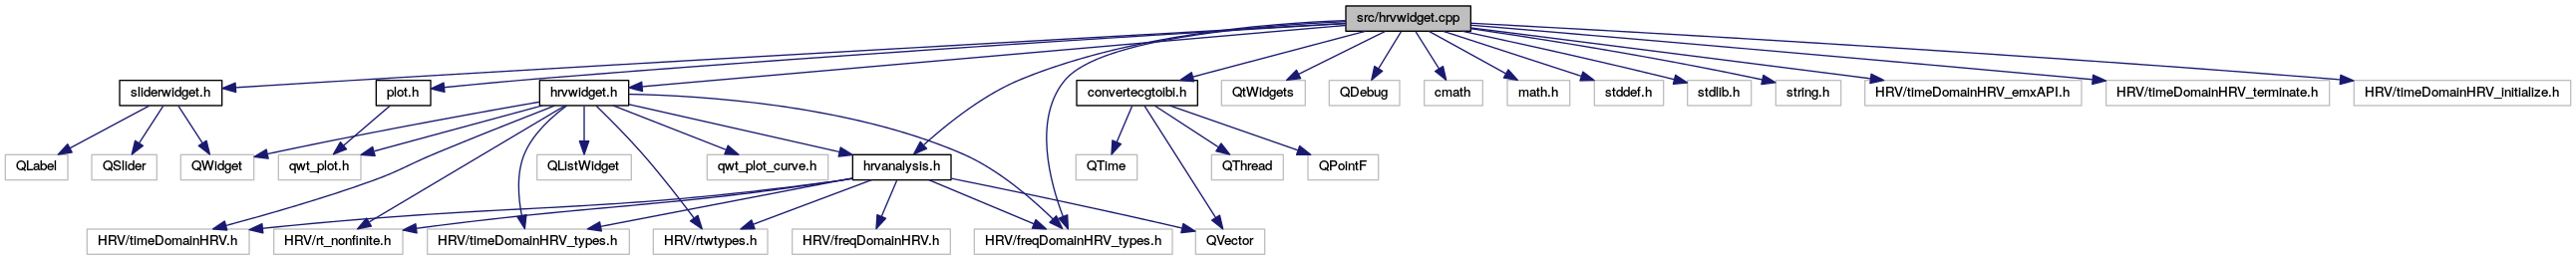 src/hrvwidget.cpp
sliderwidget.h
plot.h
hrvwidget.h
convertecgtoibi.h
QtWidgets
QDebug
cmath
math.h
stddef.h
stdlib.h
string.h
HRV/timeDomainHRV_emxAPI.h
HRV/timeDomainHRV_terminate.h
HRV/timeDomainHRV_initialize.h
QLabel
QSlider
QWidget
qwt_plot.h
QListWidget
qwt_plot_curve.h
hrvanalysis.h
QTime
QThread
QPointF
HRV/timeDomainHRV.h
HRV/rt_nonfinite.h
HRV/timeDomainHRV_types.h
HRV/rtwtypes.h
HRV/freqDomainHRV.h
HRV/freqDomainHRV_types.h
QVector